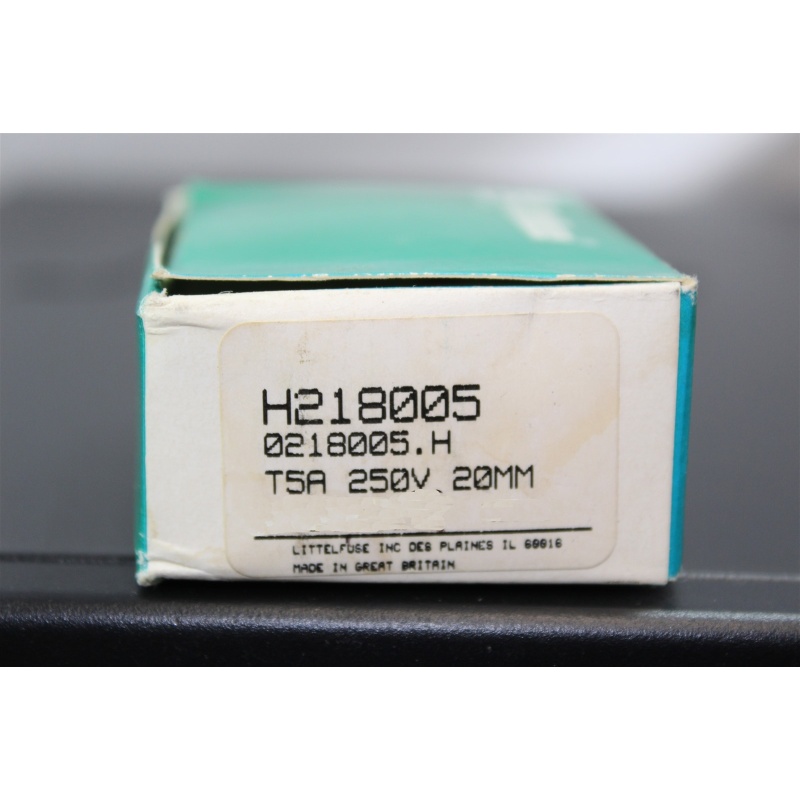 H218005
0218005.H
T5A 250V 20MM
LITTELFUSE INC DES PLAINES IL 60016
MADE IN GREAT BRITAIN